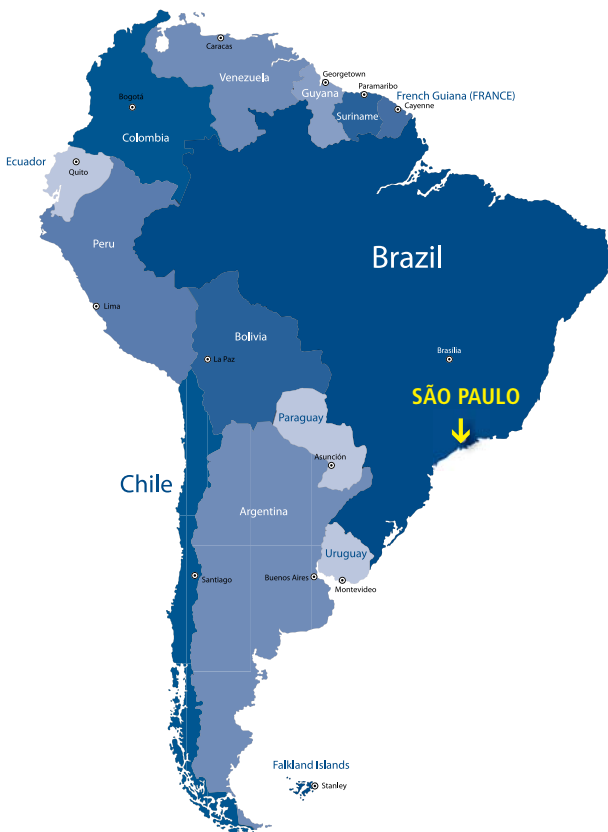 Caracas
Venezuela
Georgetown
Guyana
Paramaribo
French Guiana (FRANCE)
Cayenne
Suriname
Bogotá
Colombia
Ecuador
Quito
Peru
Brazil
Lima
Bolivia
La Paz
Brasília
SÃO PAULO
Paraguay
Asunción
Chile
Argentina
Uruguay
Santiago
Buenos Aires
Montevideo
Falkland Islands
Stanley